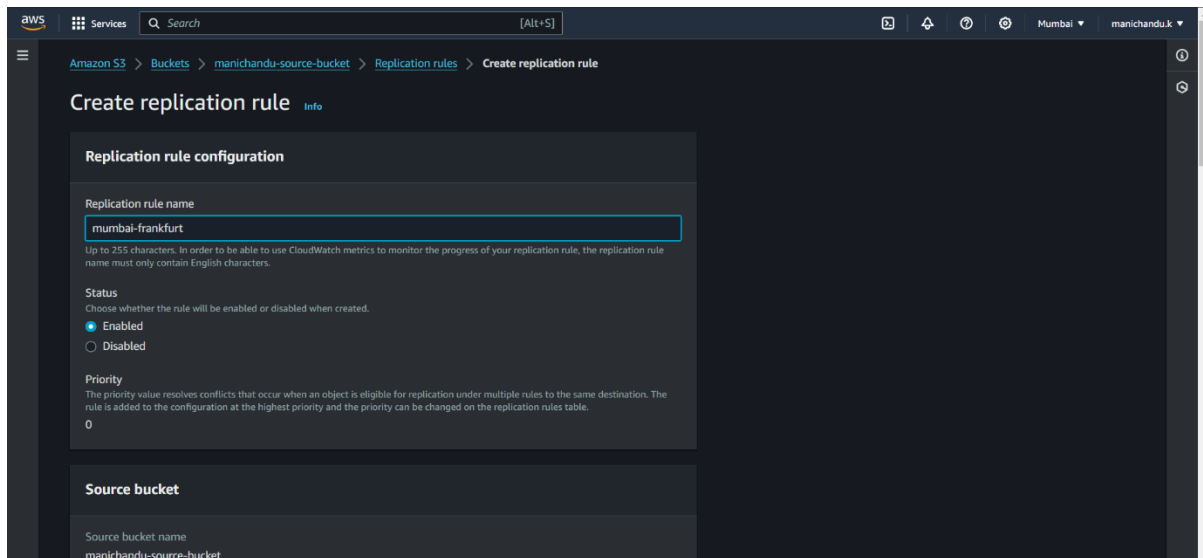 aws
Services
Search
[Alt+S]
Mumbai
manichandu.k
Amazon S3 > Buckets > manichandu-source-bucket > Replication rules > Create replication rule
Create replication rule Info
Replication rule configuration
Replication rule name
mumbai-frankfurt
Up to 255 characters. In order to be able to use CloudWatch metrics to monitor the progress of your replication rule, the replication rule
name must only contain English characters.
Status
Choose whether the rule will be enabled or disabled when created.
Enabled
Disabled
Priority
The priority value resolves conflicts that occur when an object is eligible for replication under multiple rules to the same destination. The
rule is added to the configuration at the highest priority and the priority can be changed on the replication rules table.
0
Source bucket
Source bucket name
manichandu-source-bucket